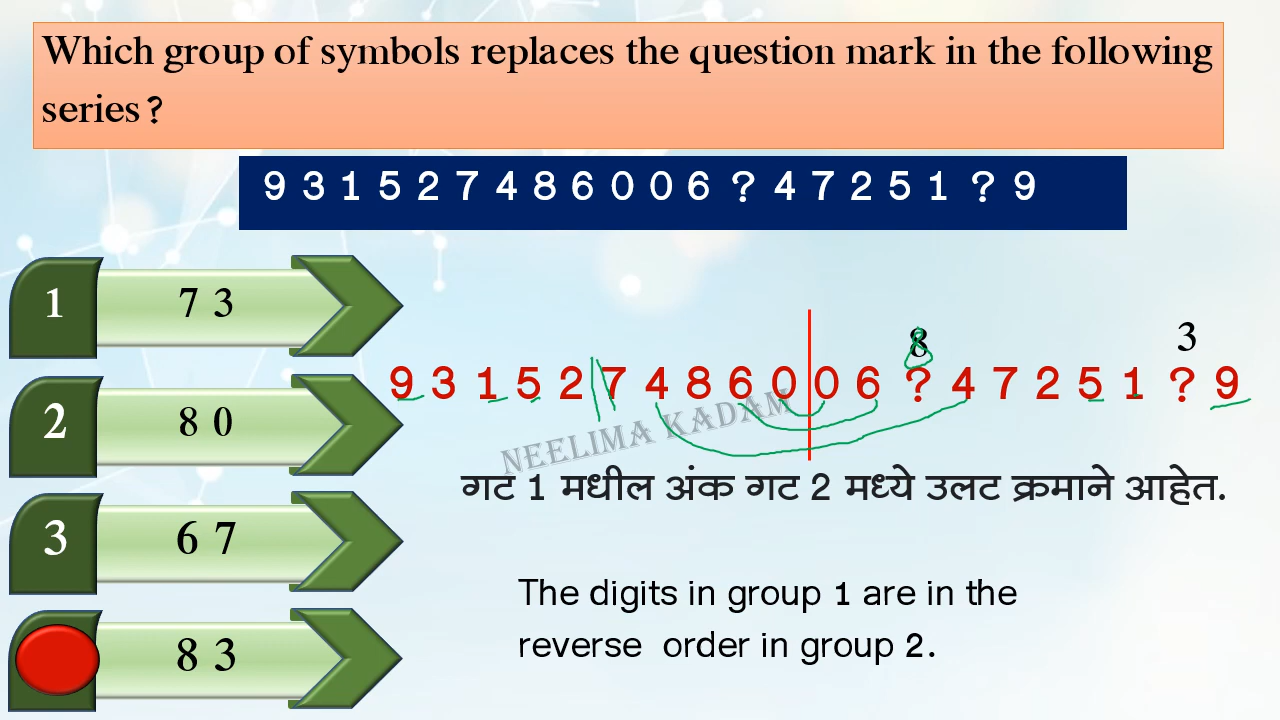 Which group of symbols replaces the question mark in the following
series?
9 3 1 5 2 7 4 8 6 0 0 6 ? 4 7 2 5 1 ? 9
1 7 3
2 8 0
3 6 7
8 3
8 3
9 3 1 5 2 7 4 8 6 0 0 6 ? 4 7 2 5 1 ? 9
NEELIMA KADAM
गट 1 मधील अंक गट 2 मध्ये उलट क्रमाने आहेत.
The digits in group 1 are in the
reverse order in group 2.